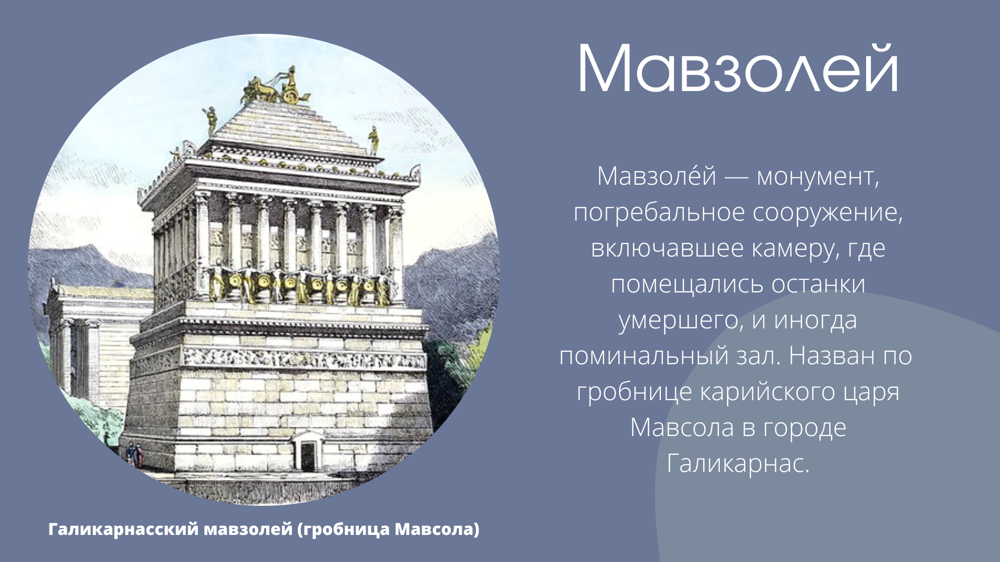 Мавзолей
Мавзоле́й — монумент,
погребальное сооружение,
включавшее камеру, где
помещались останки
умершего, и иногда
поминальный зал. Назван по
гробнице карийского царя
Мавсола в городе
Галикарнас.
Галикарнасский мавзолей (гробница Мавсола)